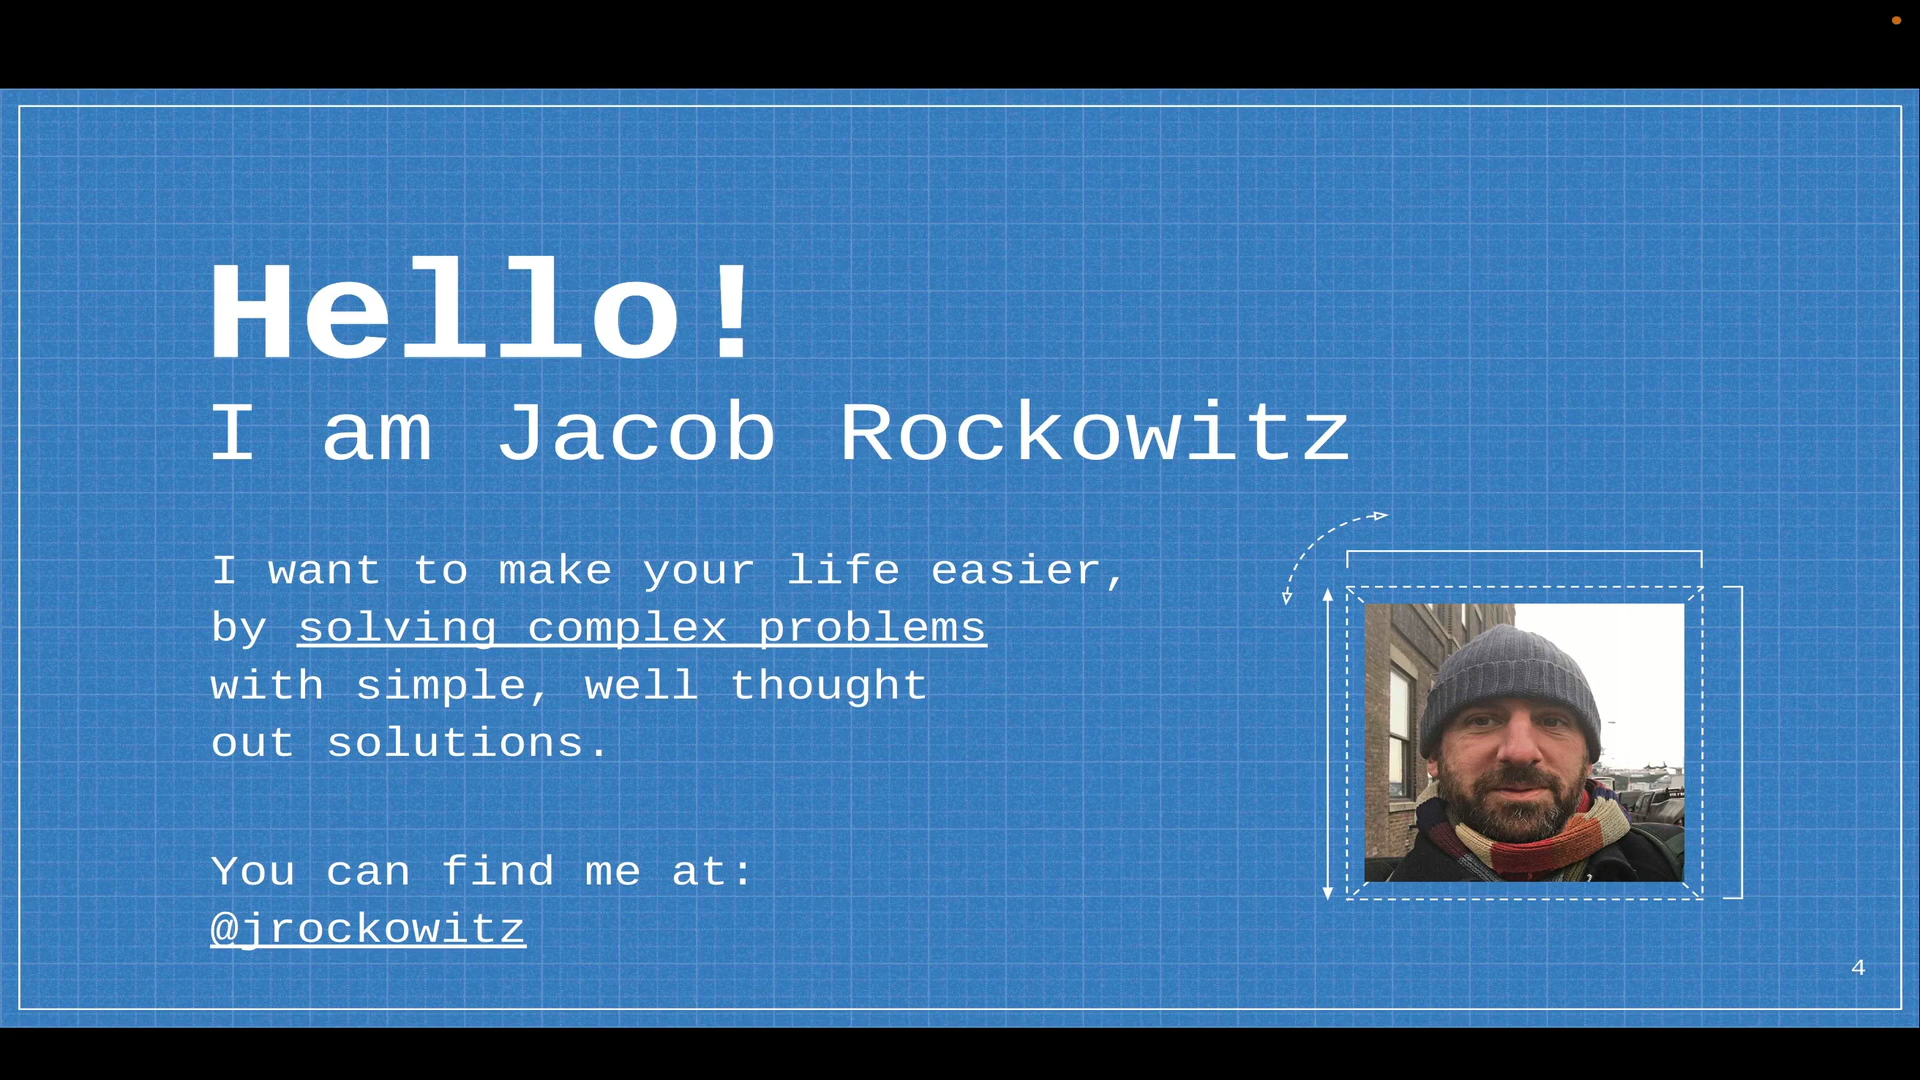 Hello!
I am Jacob Rockowitz
I want to make your life easier,
by solving complex problems
with simple, well thought
out solutions.
You can find me at:
@jrockowitz
4